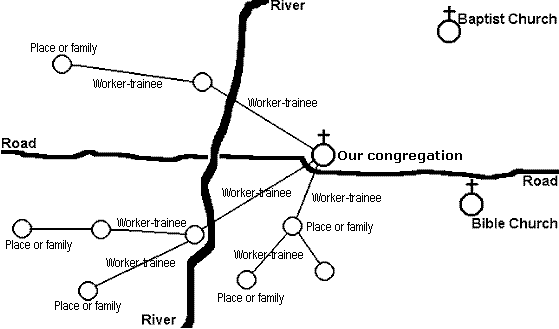 River
Baptist Church
Place or family
Worker-trainee
Worker-trainee
Road
Our congregation
Road
Worker-trainee
Worker-trainee
Bible Church
Worker-trainee
Place or family
Place or family
Worker-trainee
Worker-trainee
Place or family
Place or family
River